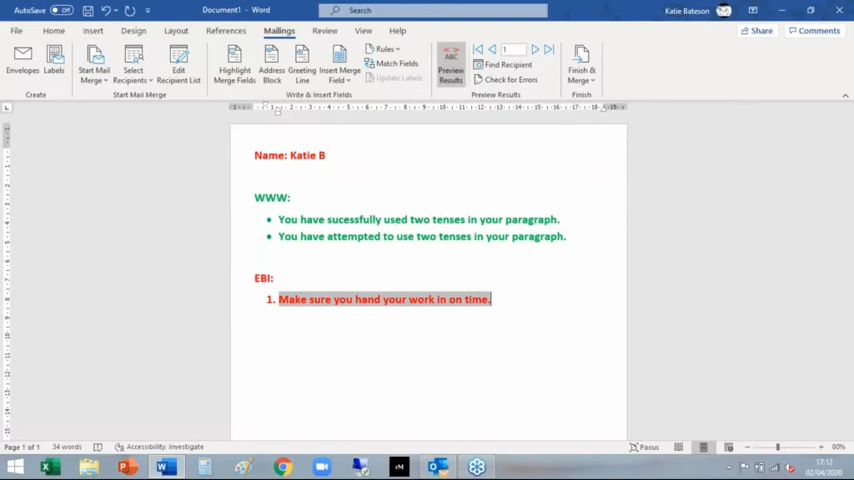 AutoSave Off
Document1 - Word
Search
Katie Bateson
File Home Insert Draw Design Layout References Mailings Review View Help
Share Comments
Envelopes Labels
Create
Start Mail Merge
Select Recipients
Edit Recipient List
Start Mail Merge
Highlight Merge Fields
Address Block
Greeting Line
Insert Merge Field
Rules
Match Fields
Update Labels
Write & Insert Fields
ABC
Preview Results
1
Find Recipient
Check for Errors
Preview Results
Finish & Merge
Finish
Name: Katie B
WWW:
• You have sucessfully used two tenses in your paragraph.
• You have attempted to use two tenses in your paragraph.
EBI:
1. Make sure you hand your work in on time.
Page 1 of 1 34 words Accessibility: Investigate
Focus
80%
17:12
02/04/2020